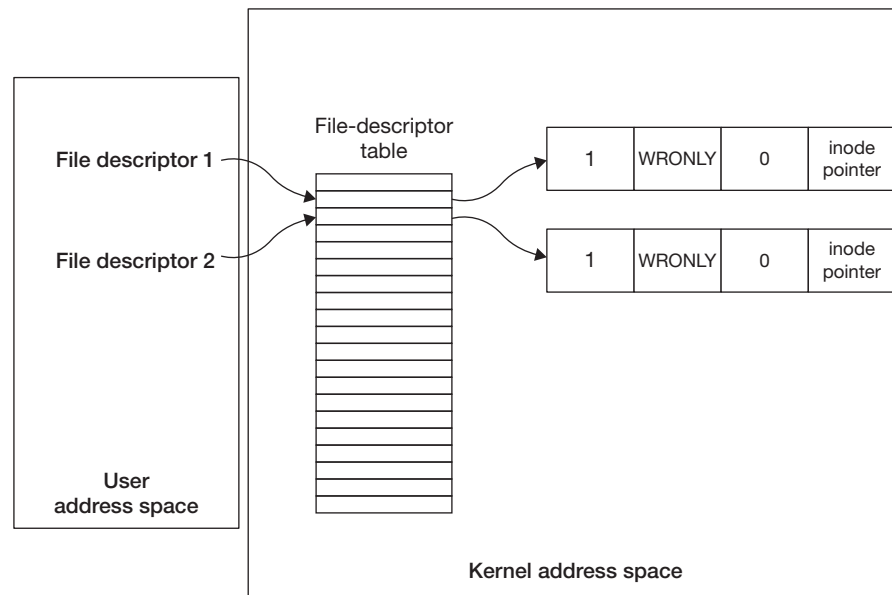 File-descriptor
table
File descriptor 1
File descriptor 2
1
WRONLY
0
inode
pointer
1
WRONLY
0
inode
pointer
User
address space
Kernel address space